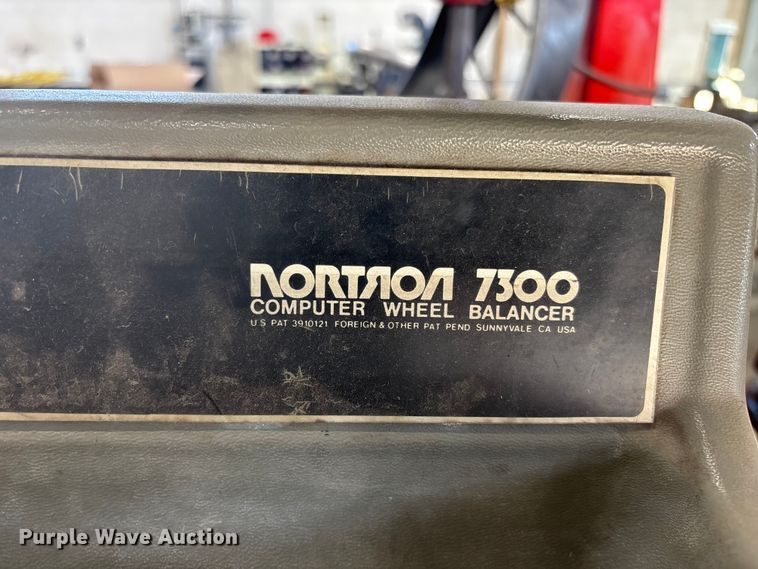 NORTRON 7300
COMPUTER WHEEL BALANCER
U S PAT 3910121 FOREIGN & OTHER PAT PEND SUNNYVALE CA USA
Purple Wave Auction